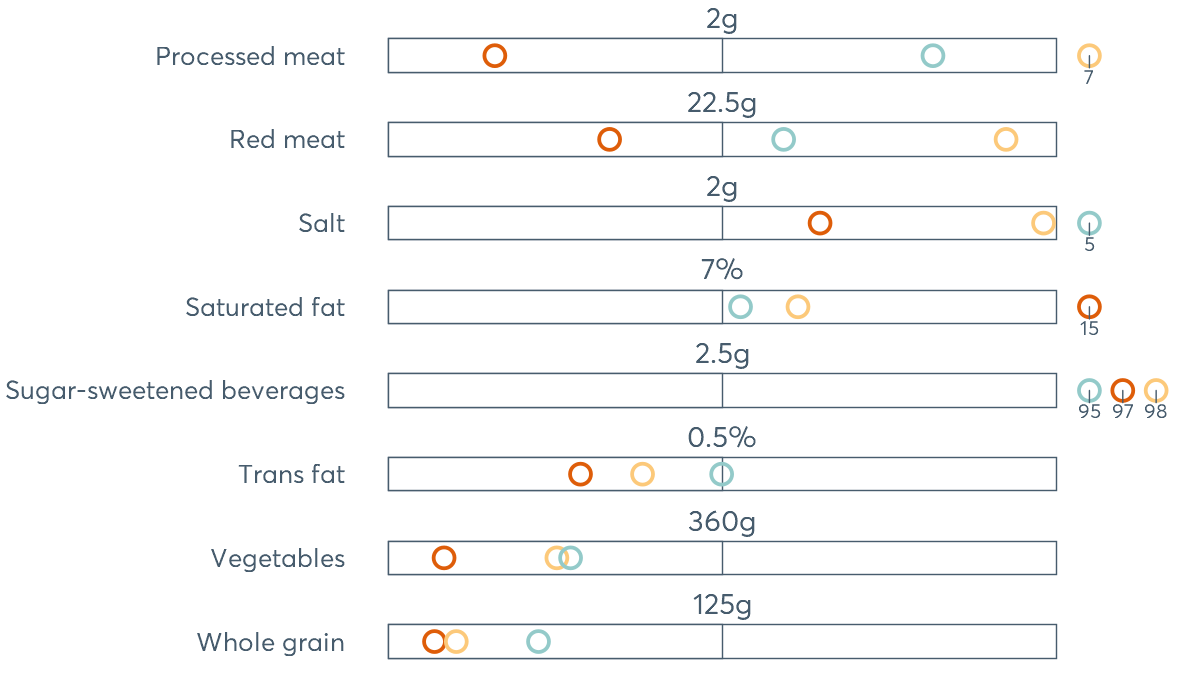 2g
Processed meat
7
22.5g
Red meat
2g
Salt
5
7%
Saturated fat
15
2.5g
Sugar-sweetened beverages
95 97 98
0.5%
Trans fat
360g
Vegetables
125g
Whole grain